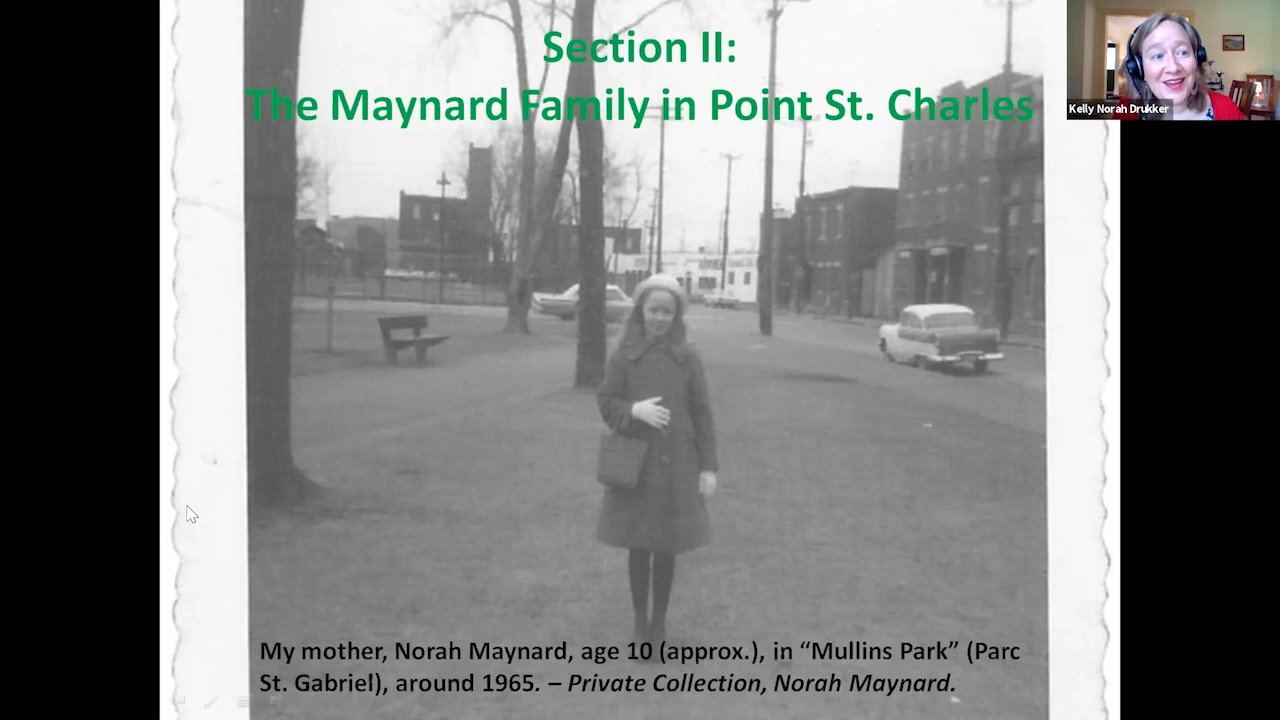 Section II:
The Maynard Family in Point St. Charles
Kelly Norah Drukker
My mother, Norah Maynard, age 10 (approx.), in “Mullins Park” (Parc
St. Gabriel), around 1965. – Private Collection, Norah Maynard.